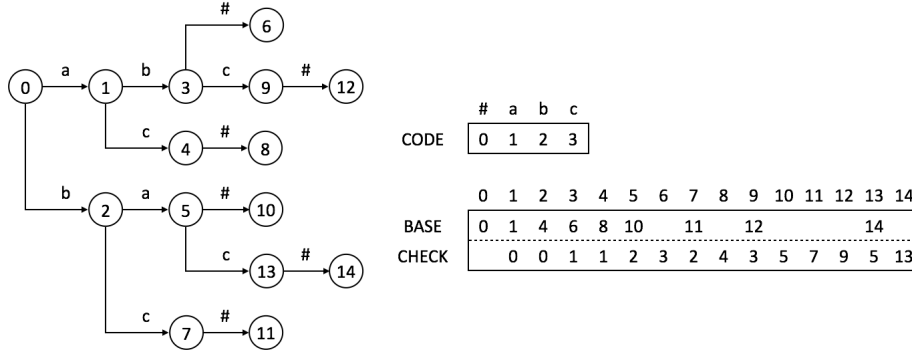 #
6
a b c #
0 1 3 9 12
# a b c
c #
4 8
CODE 0 1 2 3
b a #
2 5 10
0 1 2 3 4 5 6 7 8 9 10 11 12 13 14
BASE 0 1 4 6 8 10 11 12 14
c #
13 14
CHECK 0 0 1 1 2 3 2 4 3 5 7 9 5 13
c #
7 11